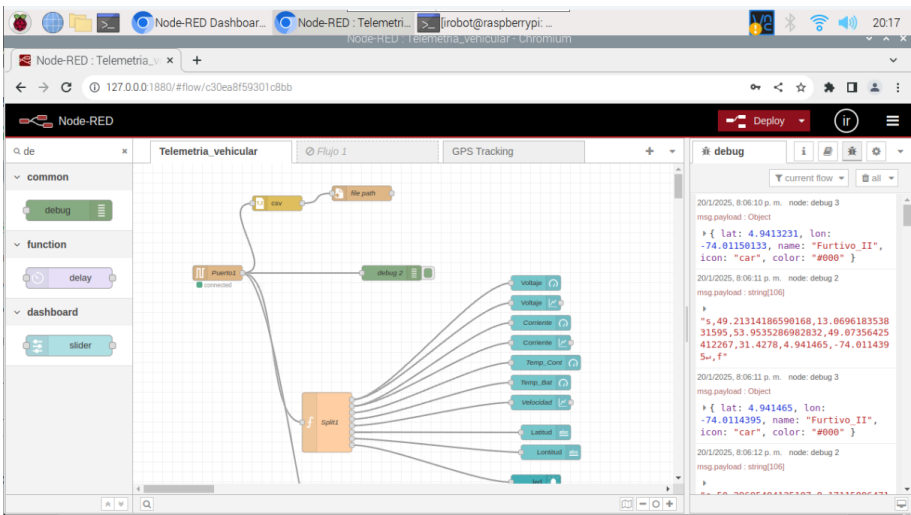 Node-RED Dashboar...
Node-RED : Telemetri...
[irobot@raspberrypi: ...
20:17
Node-RED : Telemetria_vehicular - Chromium
Node-RED : Telemetria_v
127.0.0.1:1880/#flow/c30ea8f59301c8bb
Node-RED
Deploy
ir
de
common
debug
function
delay
dashboard
slider
Telemetria_vehicular
Flujo 1
GPS Tracking
csv
file path
Puerto1
connected
debug 2
Voltaje
Voltaje
Corriente
Corriente
Temp_Cont
Temp_Bat
Velocidad
Split1
Latitud
abc
Lontitud
abc
led
debug
i
current flow
all
20/1/2025, 8:06:10 p. m. node: debug 3
msg.payload : Object
{ lat: 4.9413231, lon:
-74.01150133, name: "Furtivo_II",
icon: "car", color: "#000" }
20/1/2025, 8:06:11 p. m. node: debug 2
msg.payload : string[106]
"s,49.21314186590168,13.0696183538
31595,53.9535286982832,49.07356425
412267,31.4278,4.941465,-74.011439
5↵,f"
20/1/2025, 8:06:11 p. m. node: debug 3
msg.payload : Object
{ lat: 4.941465, lon:
-74.0114395, name: "Furtivo_II",
icon: "car", color: "#000" }
20/1/2025, 8:06:12 p. m. node: debug 2
msg.payload : string[106]